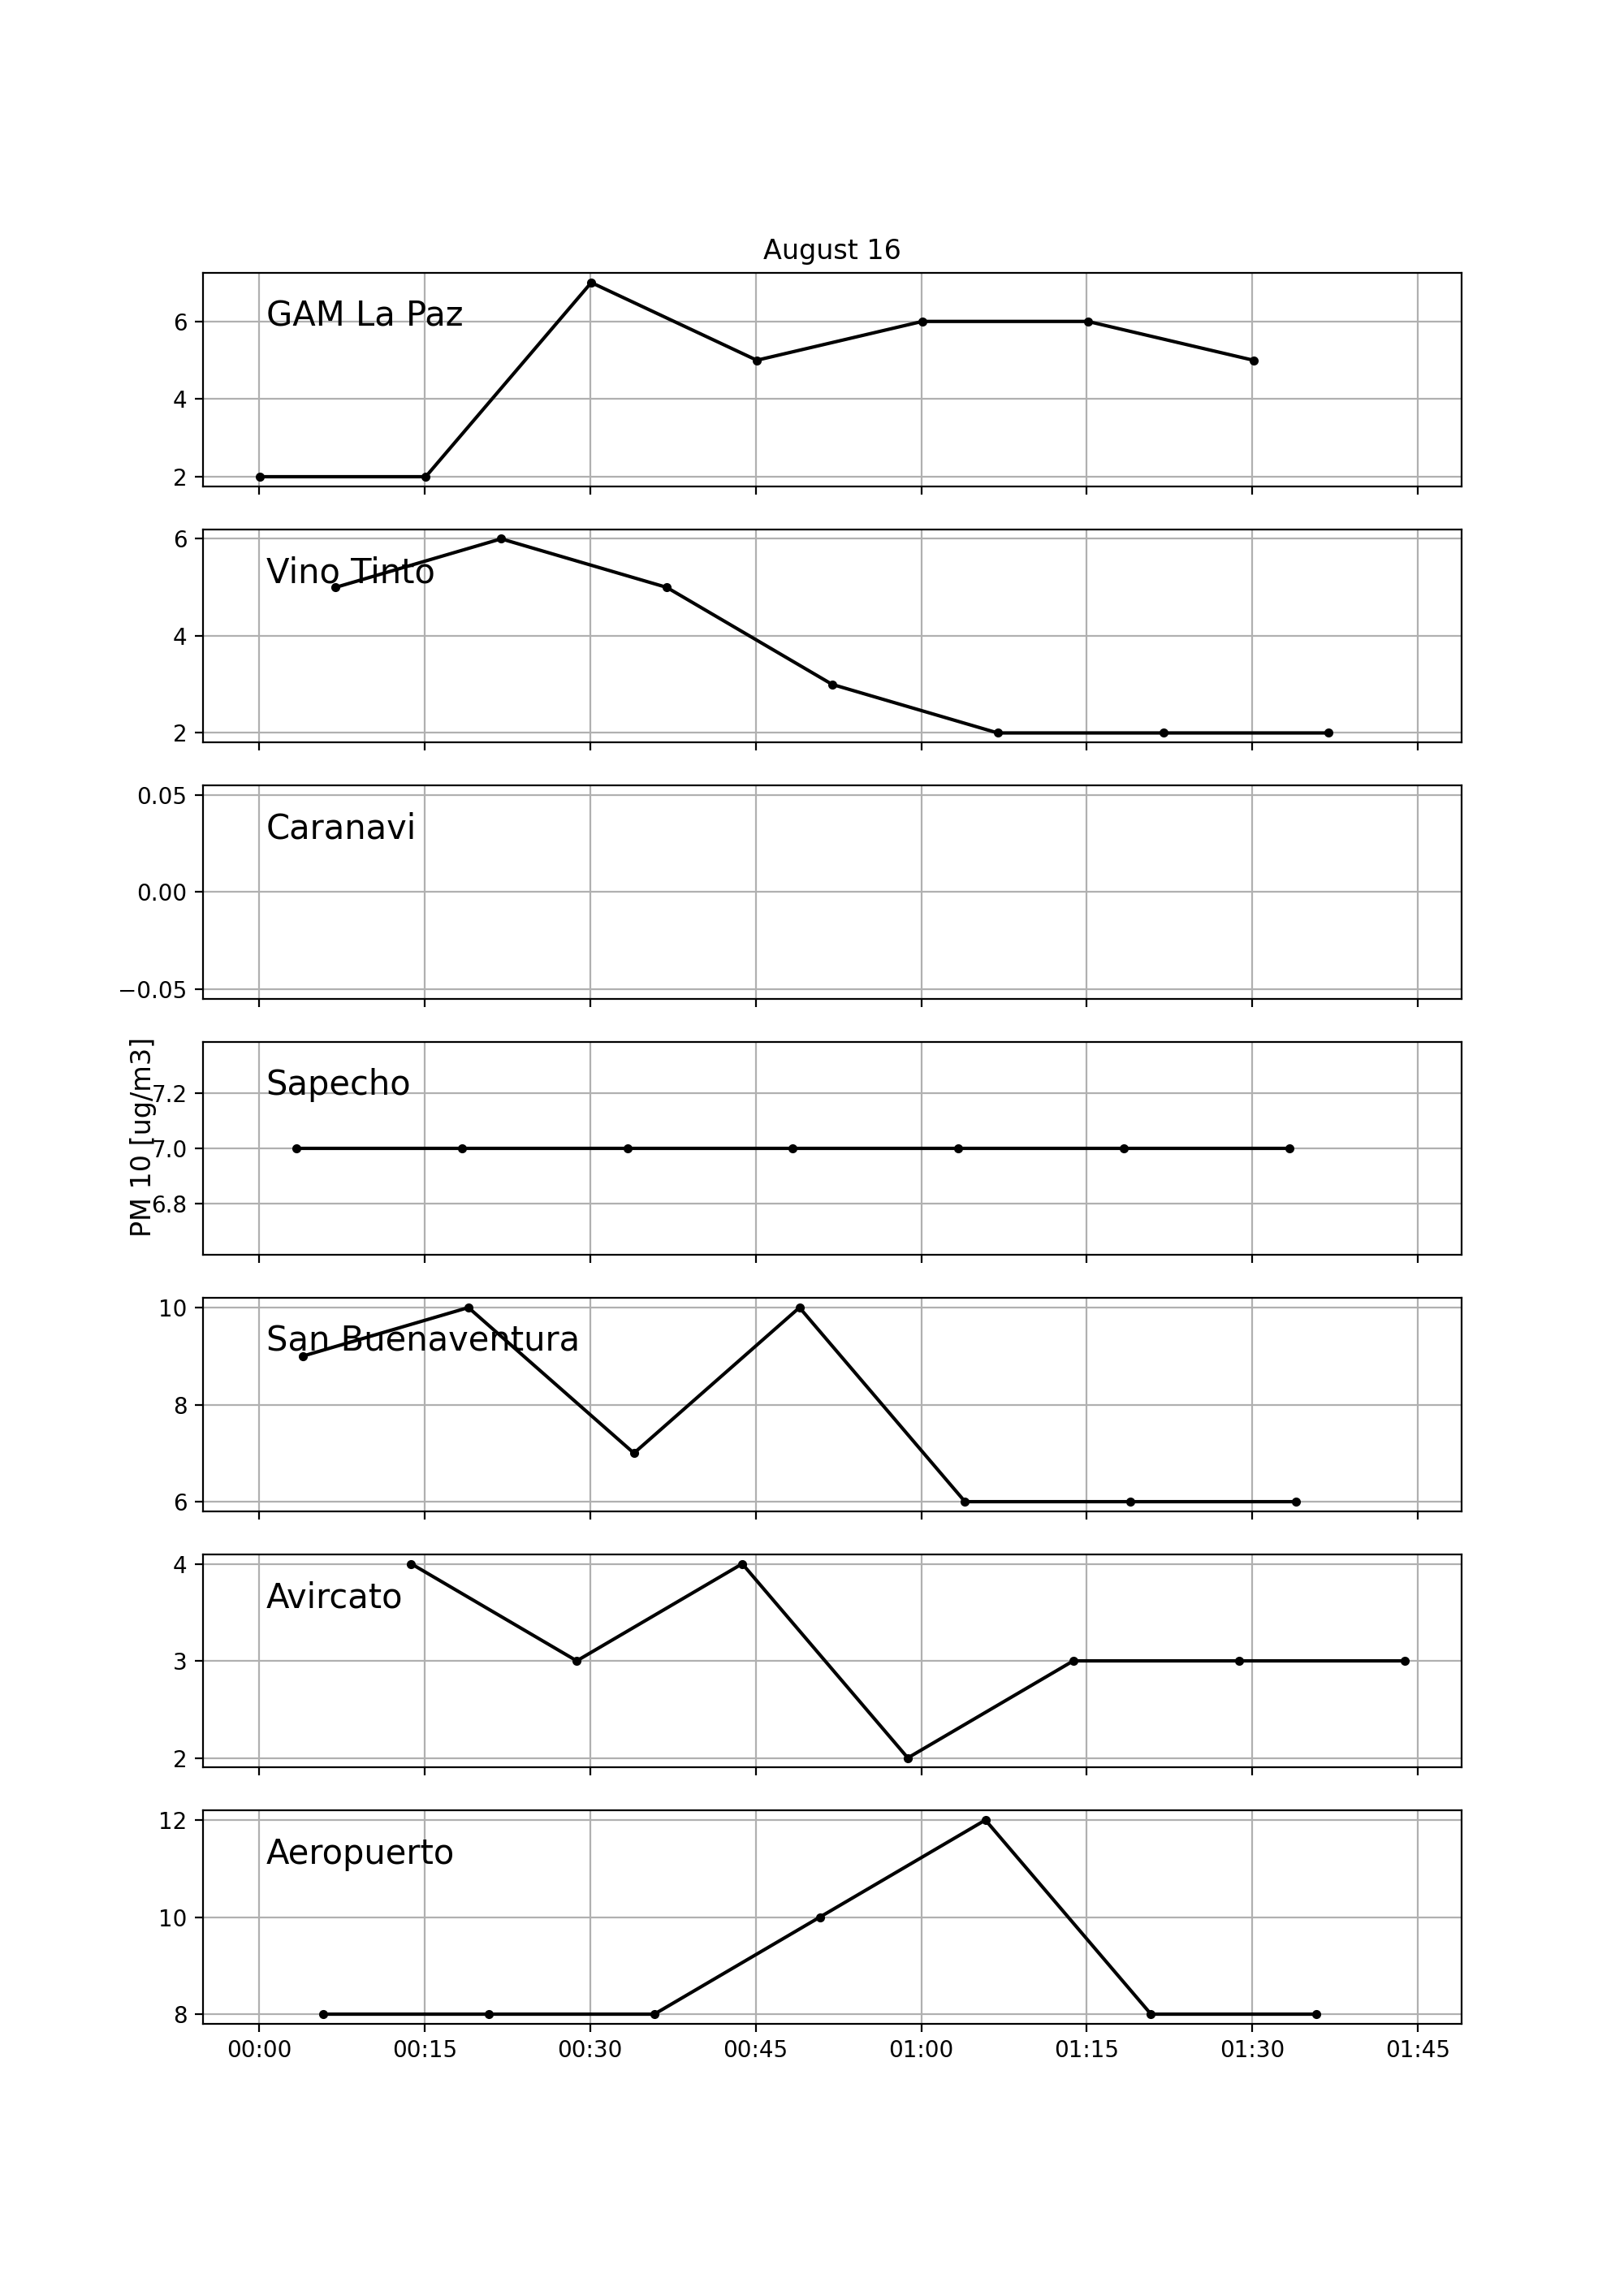 August 16
GAM La Paz
6
4
2
Vino Tinto
6
4
2
Caranavi
0.05
0.00
−0.05
PM 10 [ug/m3]
Sapecho
7.2
7.0
6.8
San Buenaventura
10
8
6
Avircato
4
3
2
Aeropuerto
12
10
8
00:00 00:15 00:30 00:45 01:00 01:15 01:30 01:45